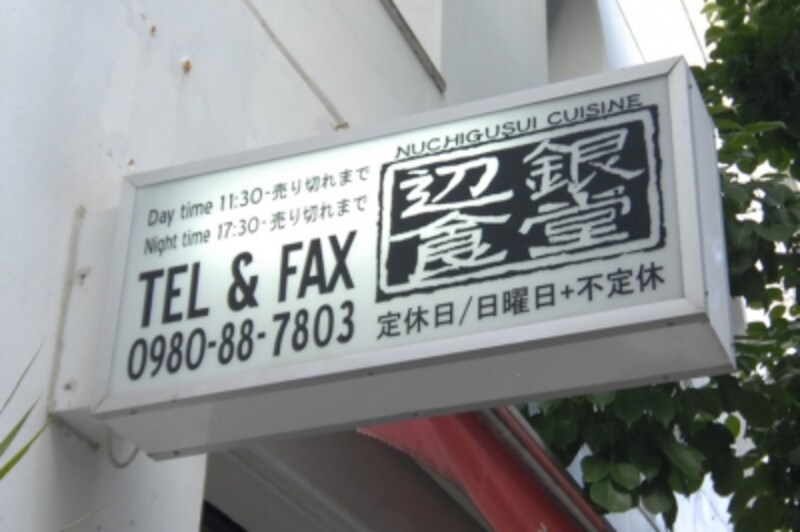 Day time 11:30-売り切れまで
Night time 17:30-売り切れまで
TEL & FAX
0980-88-7803
NUCHIGUSUI CUISINE
辺銀
食堂
定休日/日曜日+不定休